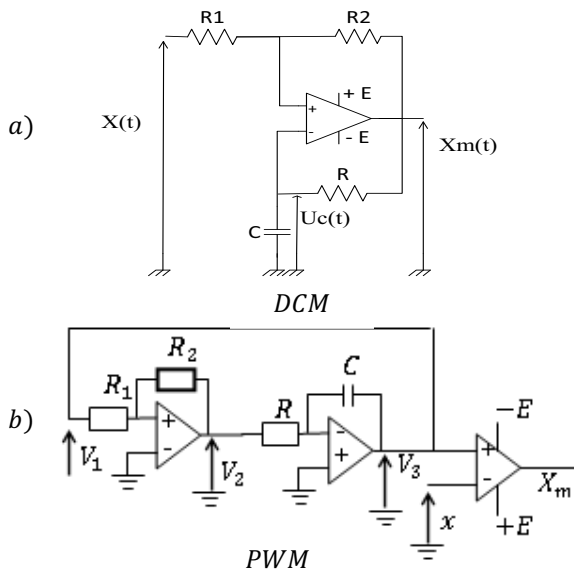 R1 R2
a)
X(t)
+
-
+ E
- E
Xm(t)
R
C
Uc(t)
DCM
b)
R₁ R₂ R C
+
-
-
+
+
-
-E
+E
V₁ V₂ V₃ x Xₘ
PWM